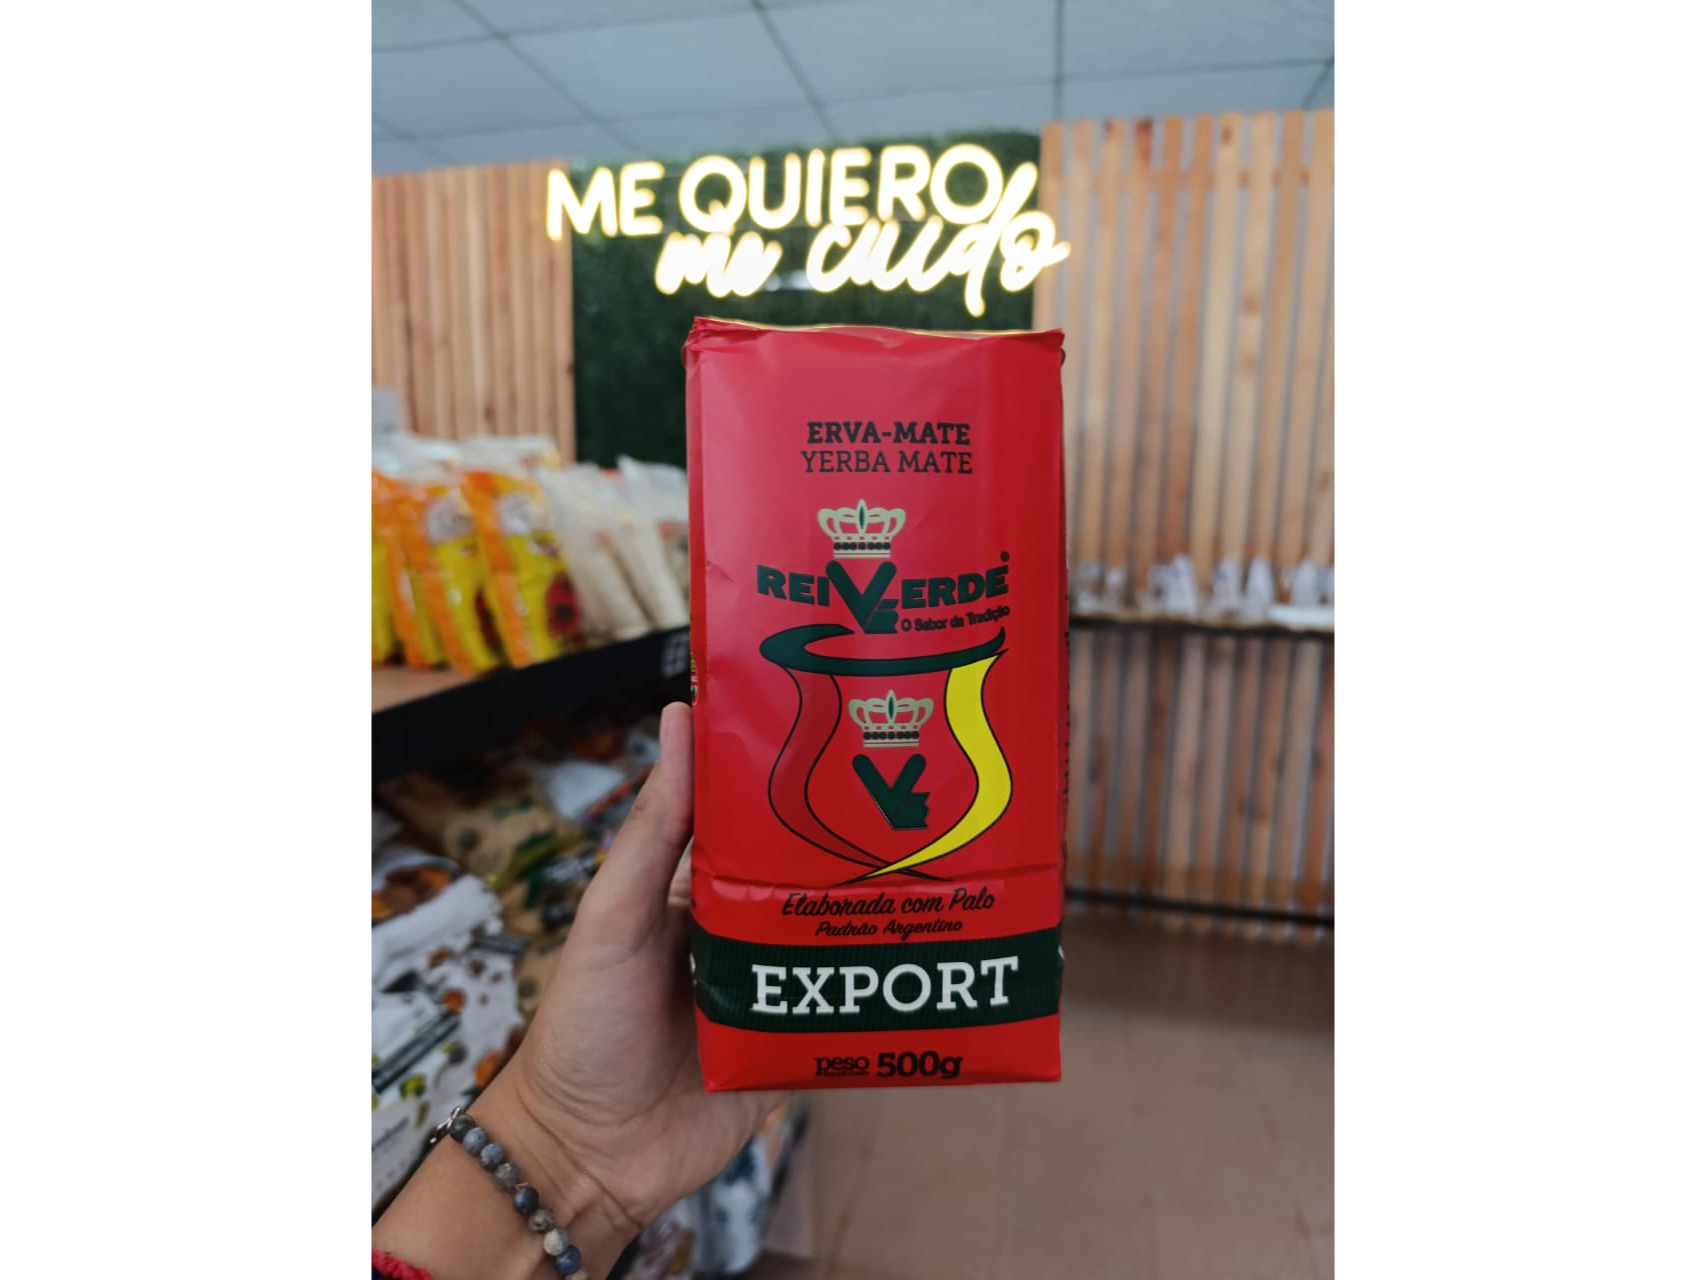 ME QUIERO
me cuido
ERVA-MATE
YERBA MATE
REI VERDE®
O Sabor da Tradição
Elaborada com Palo
Padrão Argentino
EXPORT
peso 500g